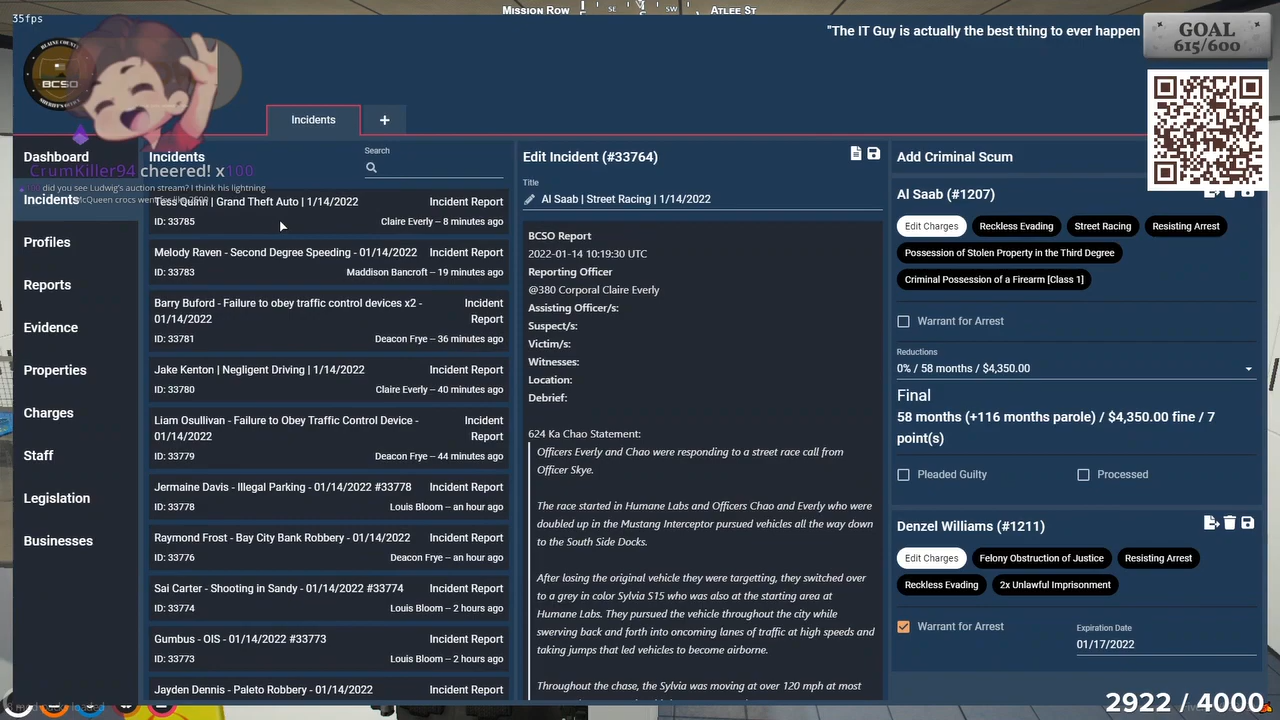 35 fps
Mission Row
SE
SW
Atlee St
"The IT Guy is actually the best thing to ever happen
GOAL
615/600
BCSO
Incidents
+
CrumKiller94 cheered! x100
did you see Ludwig's auction stream? I think his lightning
McQueen crocs went for like
Dashboard
Incidents
Profiles
Reports
Evidence
Properties
Charges
Staff
Legislation
Businesses
Incidents
Search
Tess Quinn | Grand Theft Auto | 1/14/2022
Incident Report
ID: 33785
Claire Everly – 8 minutes ago
Melody Raven - Second Degree Speeding - 01/14/2022
Incident Report
ID: 33783
Maddison Bancroft – 19 minutes ago
Barry Buford - Failure to obey traffic control devices x2 -
01/14/2022
Incident
Report
ID: 33781
Deacon Frye – 36 minutes ago
Jake Kenton | Negligent Driving | 1/14/2022
Incident Report
ID: 33780
Claire Everly – 40 minutes ago
Liam Osullivan - Failure to Obey Traffic Control Device -
01/14/2022
Incident
Report
ID: 33779
Deacon Frye – 44 minutes ago
Jermaine Davis - Illegal Parking - 01/14/2022 #33778
Incident Report
ID: 33778
Louis Bloom – an hour ago
Raymond Frost - Bay City Bank Robbery - 01/14/2022
Incident Report
ID: 33776
Deacon Frye – an hour ago
Sai Carter - Shooting in Sandy - 01/14/2022 #33774
Incident Report
ID: 33774
Louis Bloom – 2 hours ago
Gumbus - OIS - 01/14/2022 #33773
Incident Report
ID: 33773
Louis Bloom – 2 hours ago
Jayden Dennis - Paleto Robbery - 01/14/2022
Incident Report
Edit Incident (#33764)
Title
Al Saab | Street Racing | 1/14/2022
BCSO Report
2022-01-14 10:19:30 UTC
Reporting Officer
@380 Corporal Claire Everly
Assisting Officer/s:
Suspect/s:
Victim/s:
Witnesses:
Location:
Debrief:
624 Ka Chao Statement:
Officers Everly and Chao were responding to a street race call from
Officer Skye.
The race started in Humane Labs and Officers Chao and Everly who were
doubled up in the Mustang Interceptor pursued vehicles all the way down
to the South Side Docks.
After losing the original vehicle they were targeting, they switched over
to a grey in color Sylvia S15 who was also at the starting area at
Humane Labs. They pursued the vehicle throughout the city while
swerving back and forth into oncoming lanes of traffic at high speeds and
taking jumps that led vehicles to become airborne.
Throughout the chase, the Sylvia was moving at over 120 mph at most
Add Criminal Scum
Al Saab (#1207)
Edit Charges
Reckless Evading
Street Racing
Resisting Arrest
Possession of Stolen Property in the Third Degree
Criminal Possession of a Firearm [Class 1]
Warrant for Arrest
Reductions
0% / 58 months / $4,350.00
Final
58 months (+116 months parole) / $4,350.00 fine / 7
point(s)
Pleaded Guilty
Processed
Denzel Williams (#1211)
Edit Charges
Felony Obstruction of Justice
Resisting Arrest
Reckless Evading
2x Unlawful Imprisonment
Warrant for Arrest
Expiration Date
01/17/2022
2922 / 4000